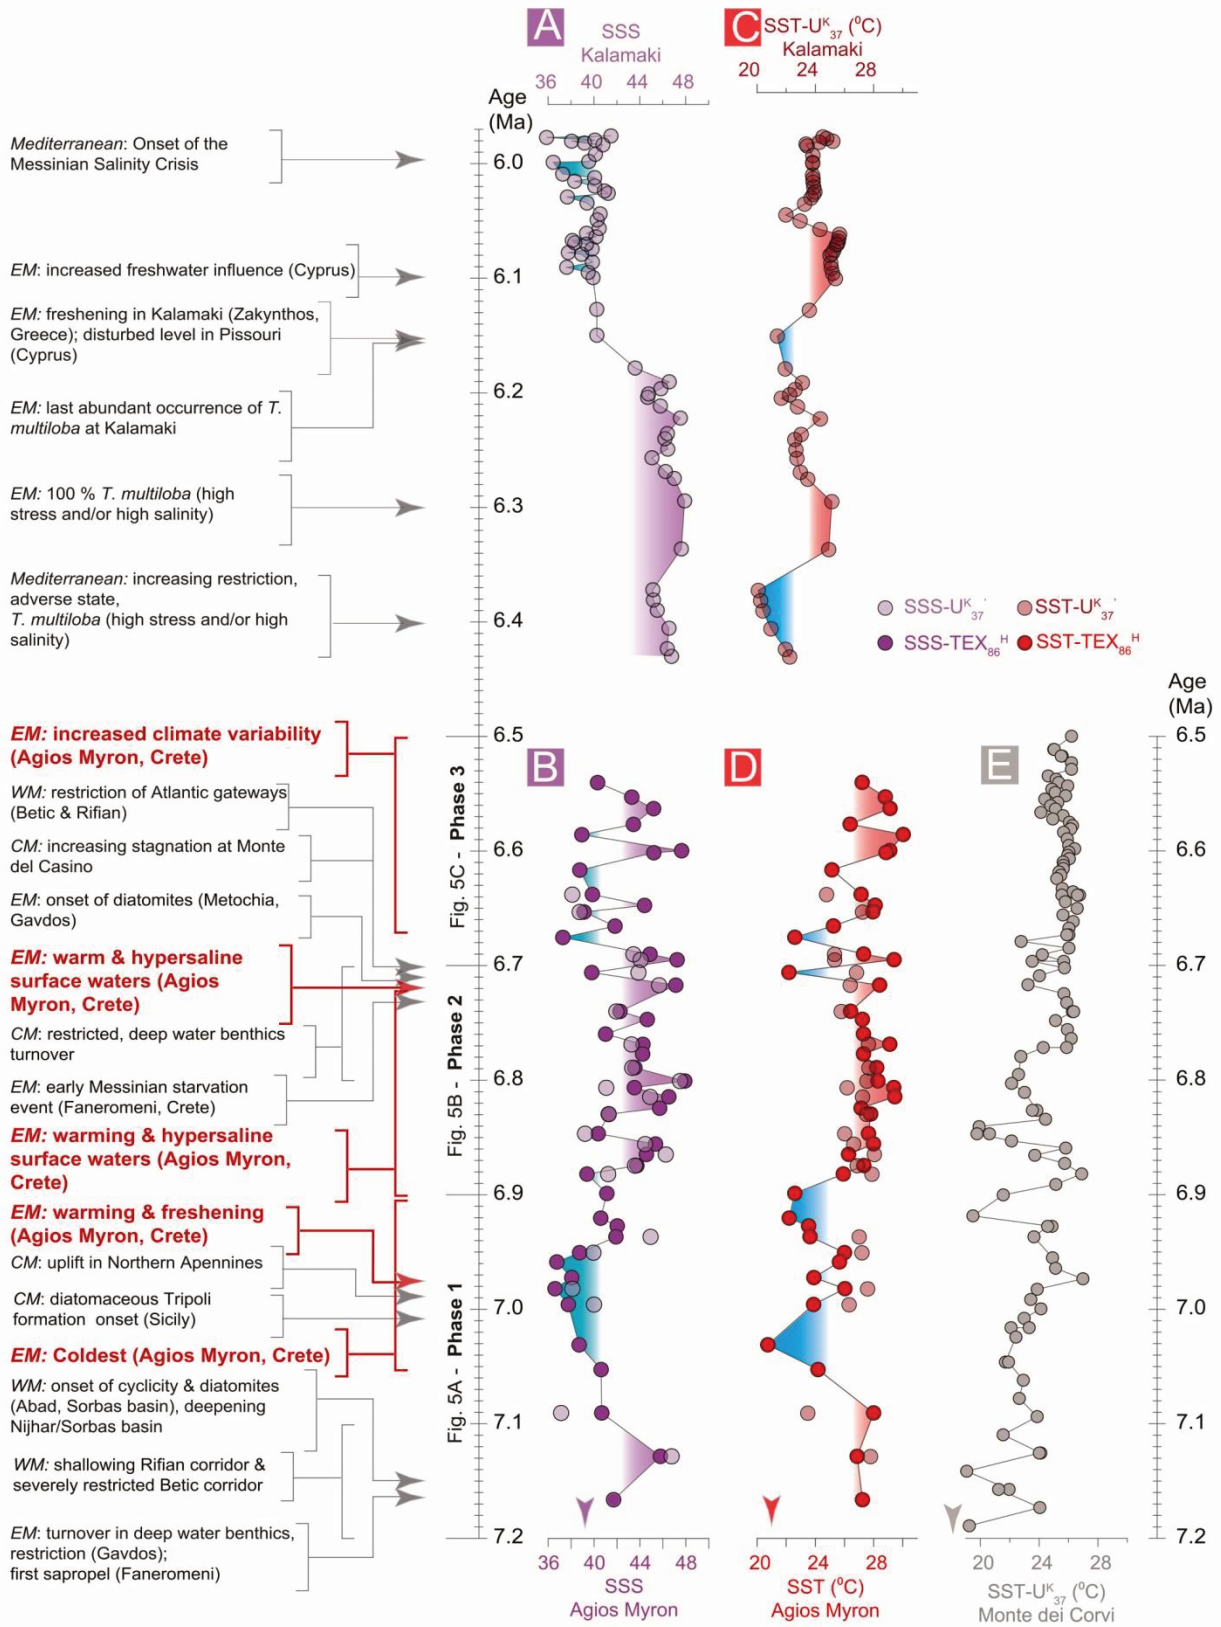 A
SSS
Kalamaki
36 40 44 48
C
SST-U^K_37 (⁰C)
Kalamaki
20 24 28
Age
(Ma)
Mediterranean: Onset of the
Messinian Salinity Crisis
6.0
EM: increased freshwater influence (Cyprus)
6.1
EM: freshening in Kalamaki (Zakynthos,
Greece); disturbed level in Pissouri
(Cyprus)
6.2
EM: last abundant occurrence of T.
multiloba at Kalamaki
EM: 100 % T. multiloba (high
stress and/or high salinity)
6.3
Mediterranean: increasing restriction,
adverse state,
T. multiloba (high stress and/or high
salinity)
6.4
SSS-U^K_37'
SST-U^K_37'
SSS-TEX_86^H
SST-TEX_86^H
Age
(Ma)
EM: increased climate variability
(Agios Myron, Crete)
6.5
6.5
B
D
E
WM: restriction of Atlantic gateways
(Betic & Rifian)
CM: increasing stagnation at Monte
del Casino
6.6
6.6
Fig. 5C - Phase 3
EM: onset of diatomites (Metochia,
Gavdos)
EM: warm & hypersaline
surface waters (Agios
Myron, Crete)
6.7
6.7
CM: restricted, deep water benthics
turnover
EM: early Messinian starvation
event (Faneromeni, Crete)
6.8
6.8
Fig. 5B - Phase 2
EM: warming & hypersaline
surface waters (Agios Myron,
Crete)
6.9
6.9
EM: warming & freshening
(Agios Myron, Crete)
CM: uplift in Northern Apennines
CM: diatomaceous Tripoli
formation onset (Sicily)
7.0
7.0
Fig. 5A - Phase 1
EM: Coldest (Agios Myron, Crete)
WM: onset of cyclicity & diatomites
(Abad, Sorbas basin), deepening
Nijhar/Sorbas basin
7.1
7.1
WM: shallowing Rifian corridor &
severely restricted Betic corridor
EM: turnover in deep water benthics,
restriction (Gavdos);
first sapropel (Faneromeni)
7.2
7.2
36 40 44 48
SSS
Agios Myron
20 24 28
SST (⁰C)
Agios Myron
20 24 28
SST-U^K_37 (⁰C)
Monte dei Corvi